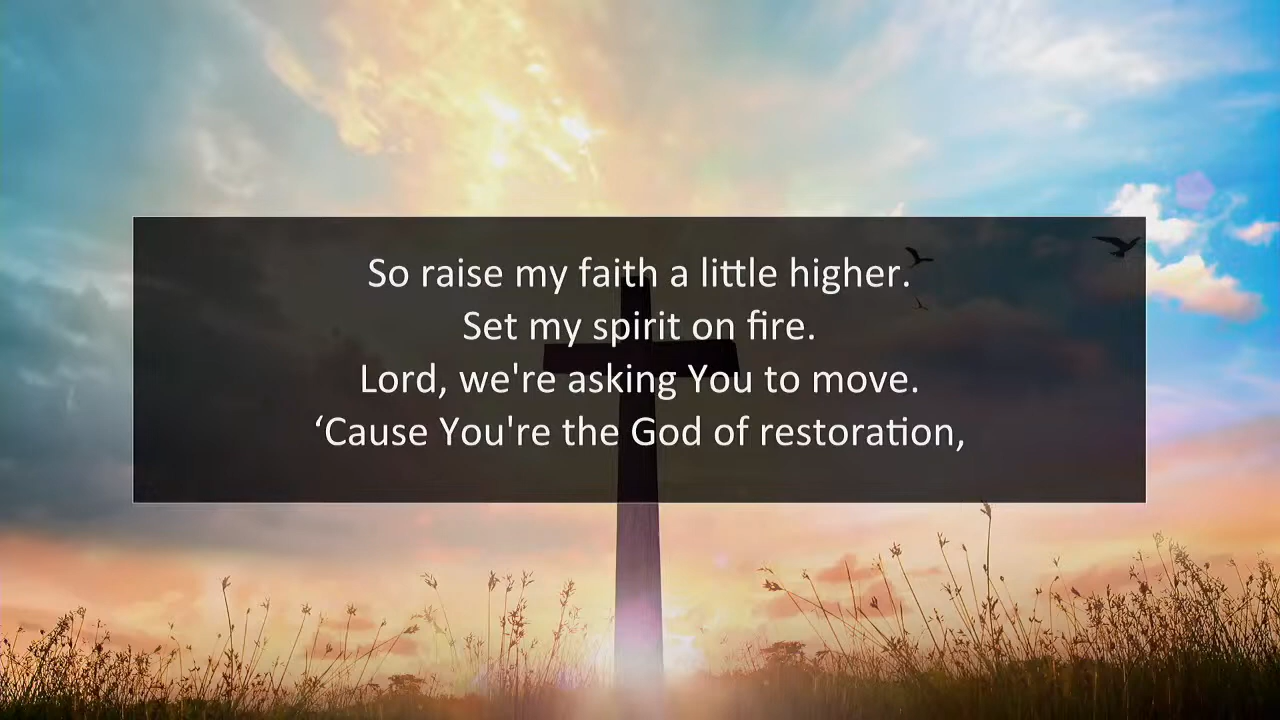 So raise my faith a little higher.
Set my spirit on fire.
Lord, we're asking You to move.
‘Cause You're the God of restoration,